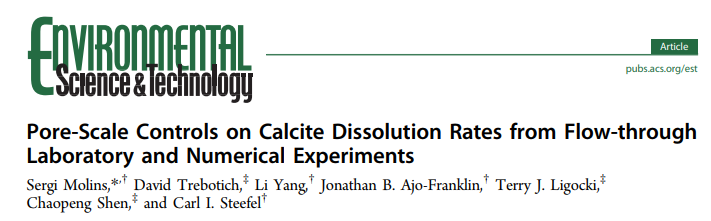 ENVIRONMENTAL
Science & Technology
Article
pubs.acs.org/est
Pore-Scale Controls on Calcite Dissolution Rates from Flow-through
Laboratory and Numerical Experiments
Sergi Molins,*,† David Trebotich,‡ Li Yang,† Jonathan B. Ajo-Franklin,† Terry J. Ligocki,‡
Chaopeng Shen,‡ and Carl I. Steefel†